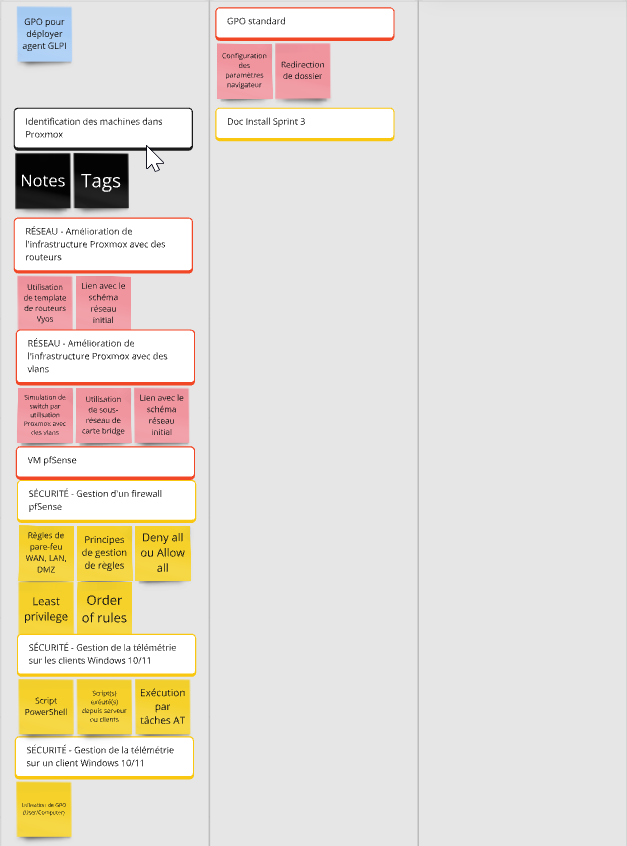 GPO pour
déployer
agent GLPI
Identification des machines dans
Proxmox
Notes
Tags
RÉSEAU - Amélioration de
l'infrastructure Proxmox avec des
routeurs
Utilisation
de template
de routeurs
Vyos
Lien avec le
schéma
réseau
initial
RÉSEAU - Amélioration de
l'infrastructure Proxmox avec des
vlans
Simulation de
switch par
utilisation
Proxmox avec
des vlans
Utilisation
de sous-
réseau de
carte bridge
Lien avec le
schéma
réseau
initial
VM pfSense
SÉCURITÉ - Gestion d'un firewall
pfSense
Règles de
pare-feu
WAN, LAN,
DMZ
Principes
de gestion
de règles
Deny all
ou Allow
all
Least
privilege
Order
of rules
SÉCURITÉ - Gestion de la télémétrie
sur les clients Windows 10/11
Script
PowerShell
Script(s)
exécuté(s)
depuis serveur
ou clients
Exécution
par
tâches AT
SÉCURITÉ - Gestion de la télémétrie
sur un client Windows 10/11
Utilisation de GPO
(User/Computer)
GPO standard
Configuration
des
paramètres
navigateur
Redirection
de dossier
Doc Install Sprint 3